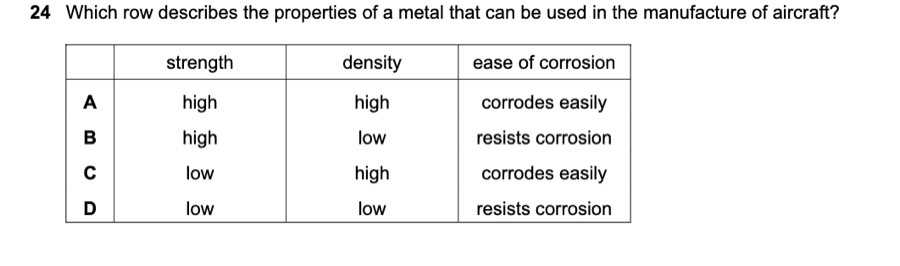 24 Which row describes the properties of a metal that can be used in the manufacture of aircraft?
strength density ease of corrosion
A high high corrodes easily
B high low resists corrosion
C low high corrodes easily
D low low resists corrosion